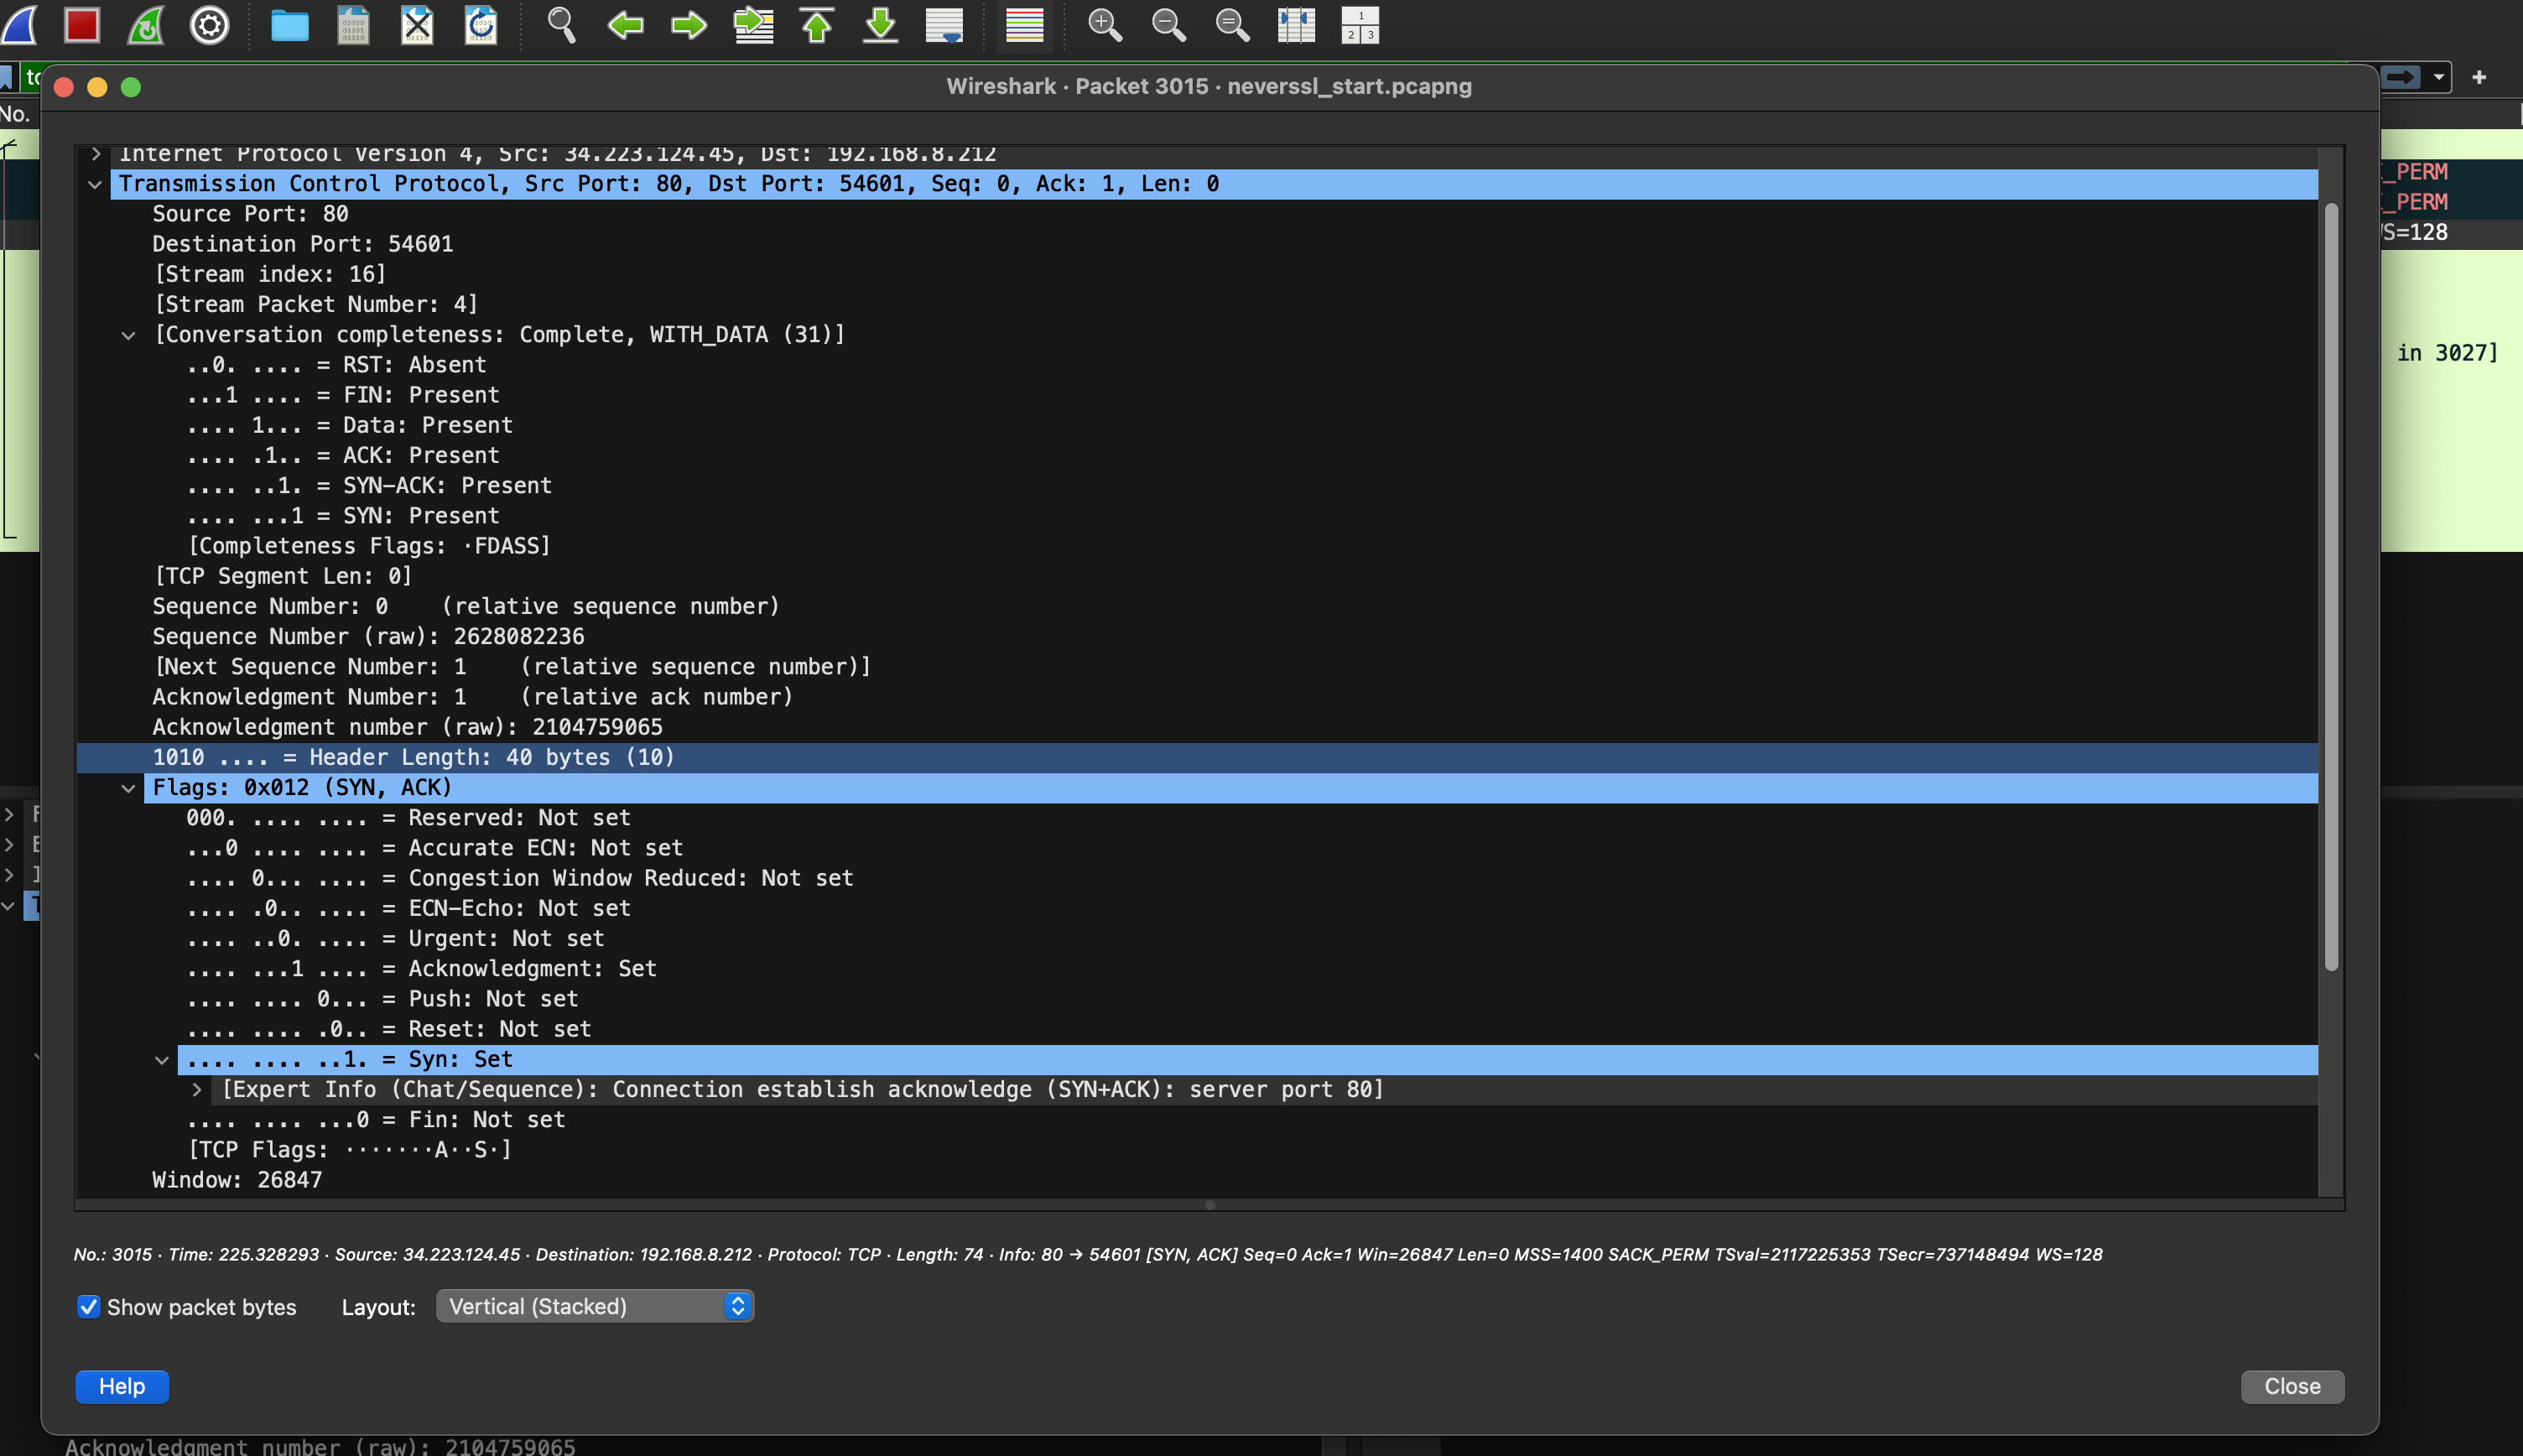 Wireshark · Packet 3015 · neverssl_start.pcapng
No.
Internet Protocol Version 4, Src: 34.223.124.45, Dst: 192.168.8.212
Transmission Control Protocol, Src Port: 80, Dst Port: 54601, Seq: 0, Ack: 1, Len: 0
Source Port: 80
Destination Port: 54601
[Stream index: 16]
[Stream Packet Number: 4]
[Conversation completeness: Complete, WITH_DATA (31)]
..0. .... = RST: Absent
...1 .... = FIN: Present
.... 1... = Data: Present
.... .1.. = ACK: Present
.... ..1. = SYN-ACK: Present
.... ...1 = SYN: Present
[Completeness Flags: ·FDASS]
[TCP Segment Len: 0]
Sequence Number: 0    (relative sequence number)
Sequence Number (raw): 2628082236
[Next Sequence Number: 1    (relative sequence number)]
Acknowledgment Number: 1    (relative ack number)
Acknowledgment number (raw): 2104759065
1010 .... = Header Length: 40 bytes (10)
Flags: 0x012 (SYN, ACK)
000. .... .... = Reserved: Not set
...0 .... .... = Accurate ECN: Not set
.... 0... .... = Congestion Window Reduced: Not set
.... .0.. .... = ECN-Echo: Not set
.... ..0. .... = Urgent: Not set
.... ...1 .... = Acknowledgment: Set
.... .... 0... = Push: Not set
.... .... .0.. = Reset: Not set
.... .... ..1. = Syn: Set
[Expert Info (Chat/Sequence): Connection establish acknowledge (SYN+ACK): server port 80]
.... .... ...0 = Fin: Not set
[TCP Flags: ·······A··S·]
Window: 26847
_PERM
_PERM
WS=128
in 3027]
No.: 3015 · Time: 225.328293 · Source: 34.223.124.45 · Destination: 192.168.8.212 · Protocol: TCP · Length: 74 · Info: 80 → 54601 [SYN, ACK] Seq=0 Ack=1 Win=26847 Len=0 MSS=1400 SACK_PERM TSval=2117225353 TSecr=737148494 WS=128
Show packet bytes
Layout: Vertical (Stacked)
Help
Close
Acknowledgment number (raw): 2104759065